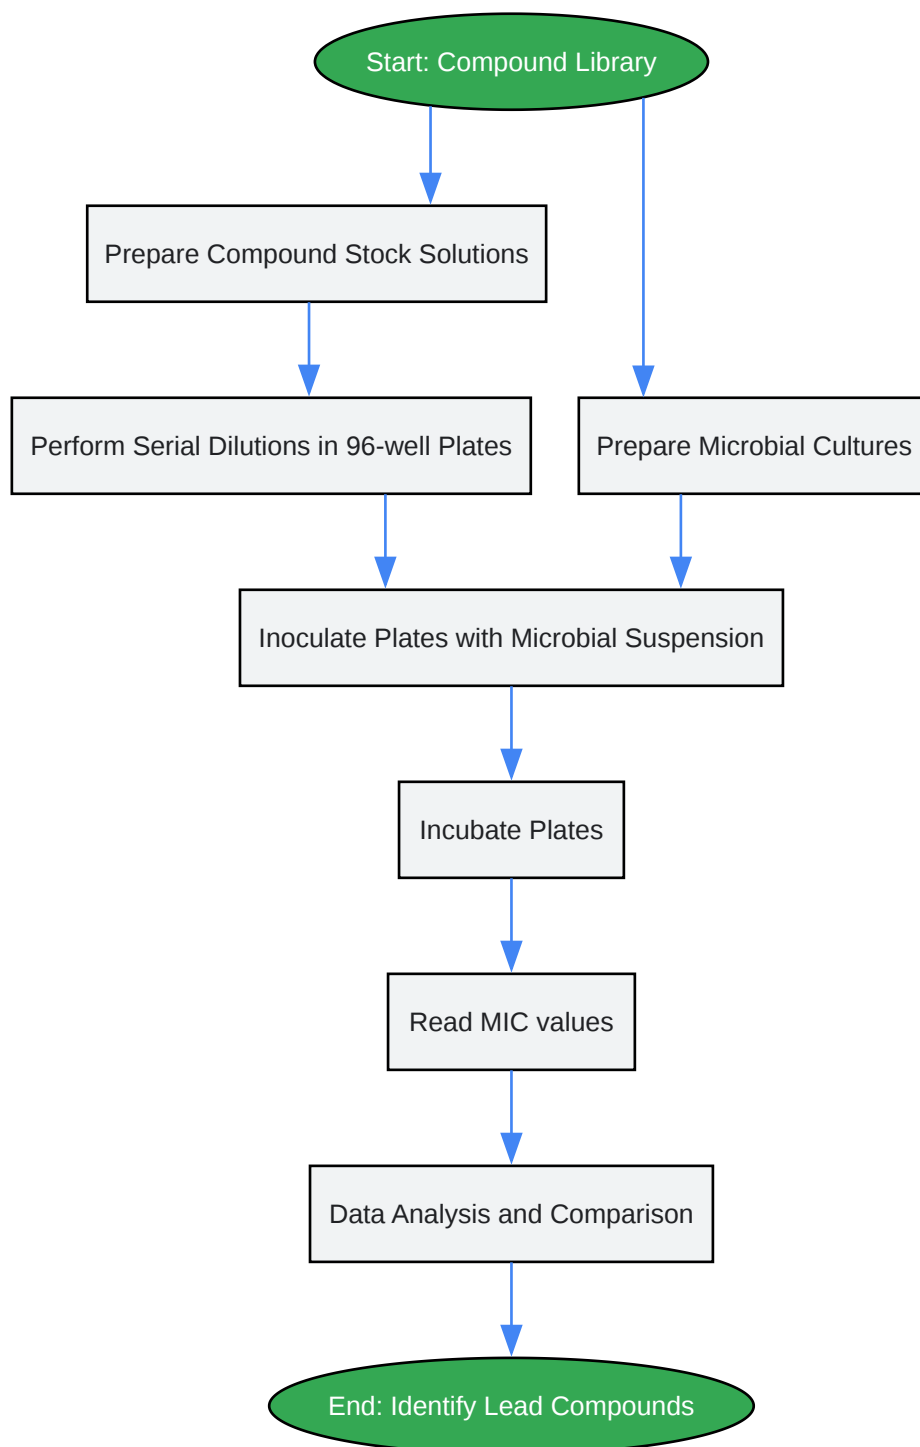 Start: Compound Library
Prepare Compound Stock Solutions
Perform Serial Dilutions in 96-well Plates
Prepare Microbial Cultures
Inoculate Plates with Microbial Suspension
Incubate Plates
Read MIC values
Data Analysis and Comparison
End: Identify Lead Compounds